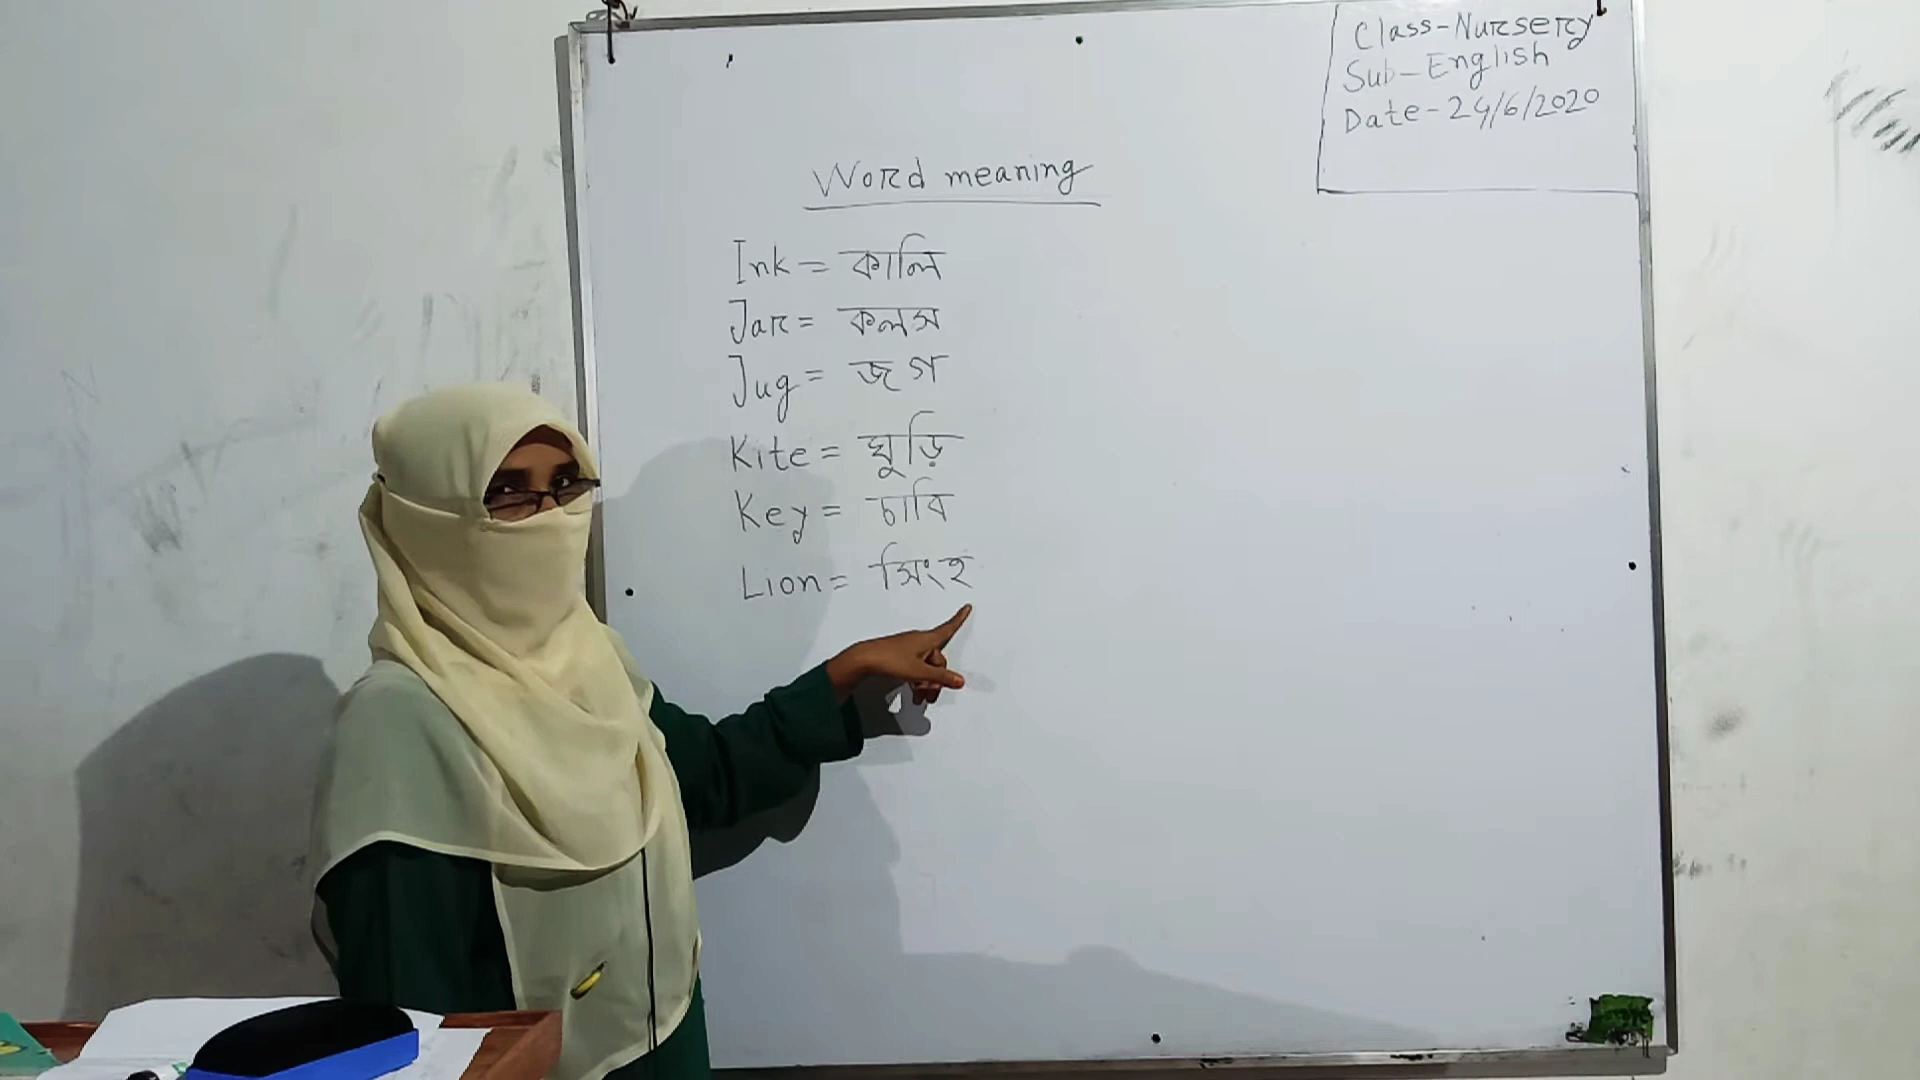 Class-Nursery
Sub-English
Date-24/6/2020
Word meaning
Ink = কালি
Jar = কলস
Jug = জগ
Kite = ঘুড়ি
Key = চাবি
Lion = সিংহ